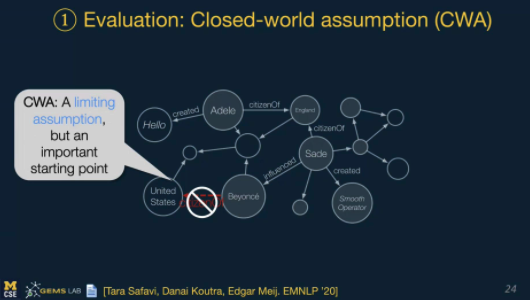 ① Evaluation: Closed-world assumption (CWA)
CWA: A limiting
assumption,
but an
important
starting point
Hello
created
Adele
citizenOf
England
citizenOf
Sade
influenced
created
United
States
Beyoncé
Smooth
Operator
M
CSE
GEMS LAB
[Tara Safavi, Danai Koutra, Edgar Meij. EMNLP '20]
24